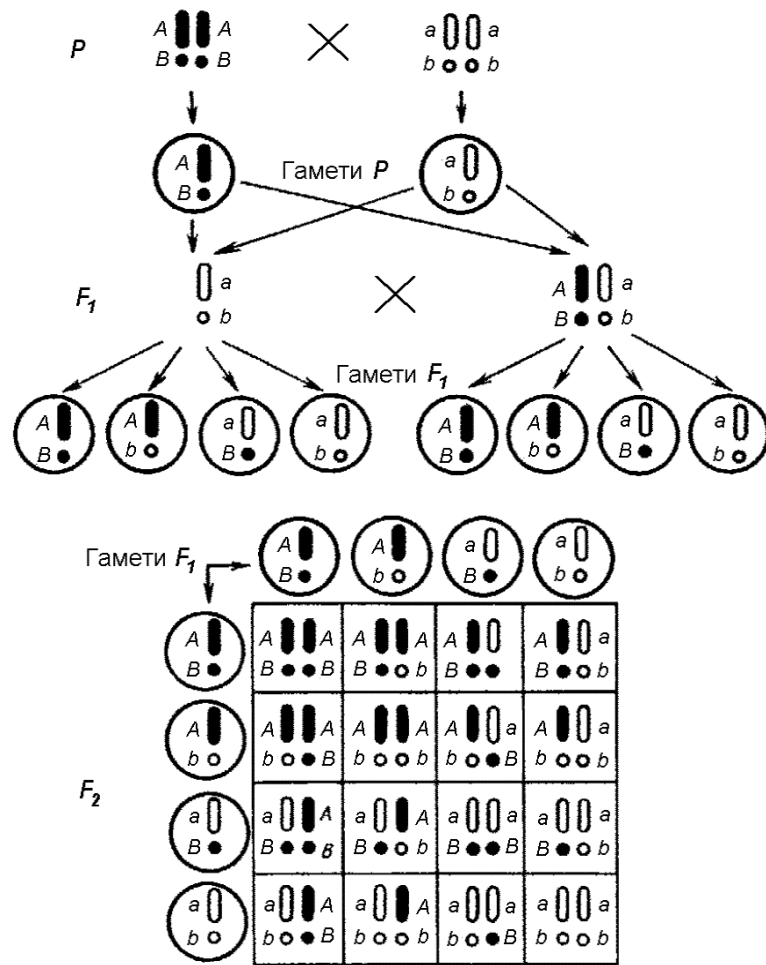 A A a a
P
B B b b
A a
Гамети P
B b
a A a
F1
b B b
Гамети F1
A A a a A A a a
B b B b B b B b
A A a a
Гамети F1
B b B b
A A A A A A A a
B B B B b B B b
A A A A A A a A a
b b B b b b B b b
F2
a a A a A a a a a
B B B B b B B B b
a a A a A a a a a
b b B b b b B b b